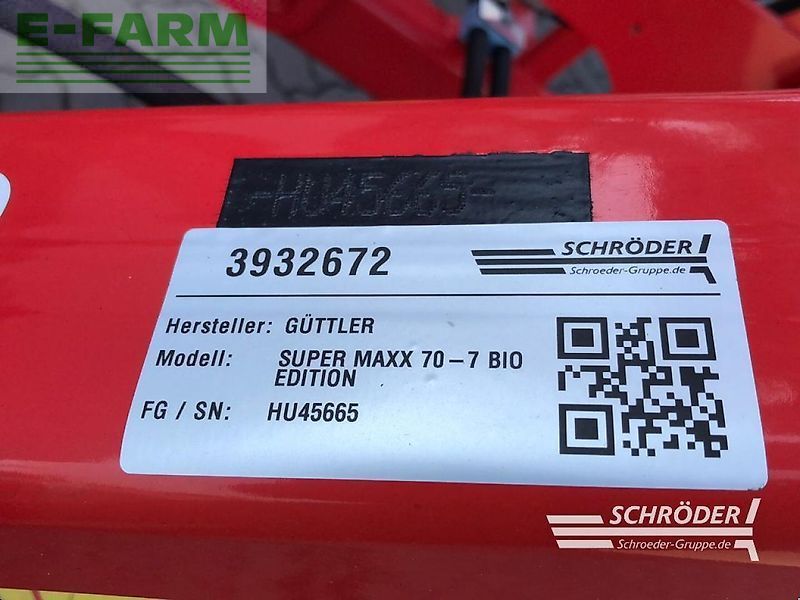 E-FARM
-HU45665-
3932672
SCHRÖDER
Schroeder-Gruppe.de
Hersteller: GÜTTLER
Modell: SUPER MAXX 70-7 BIO
EDITION
FG / SN: HU45665
SCHRÖDER
Schroeder-Gruppe.de